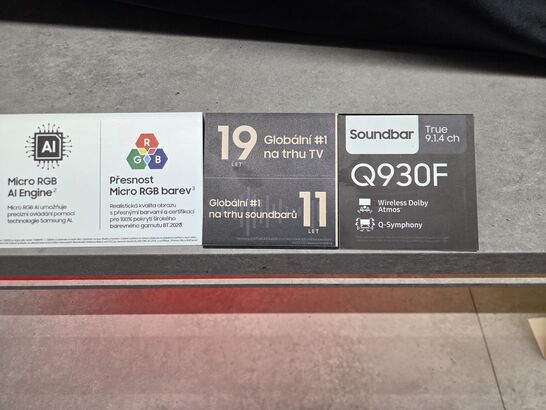 AI
Micro RGB
AI Engine²
Micro RGB AI umožňuje
precizní ovládání pomocí
technologie Samsung AI.
R
G B
Přesnost
Micro RGB barev³
Realistická kvalita obrazu
s přesnými barvami a certifikací
pro 100% pokrytí širokého
barevného gamutu BT.2020.
19
LET
Globální #1
na trhu TV
Globální #1
na trhu soundbarů
11
LET
Soundbar
True
9.1.4 ch
Q930F
Wireless Dolby
Atmos
Q-Symphony